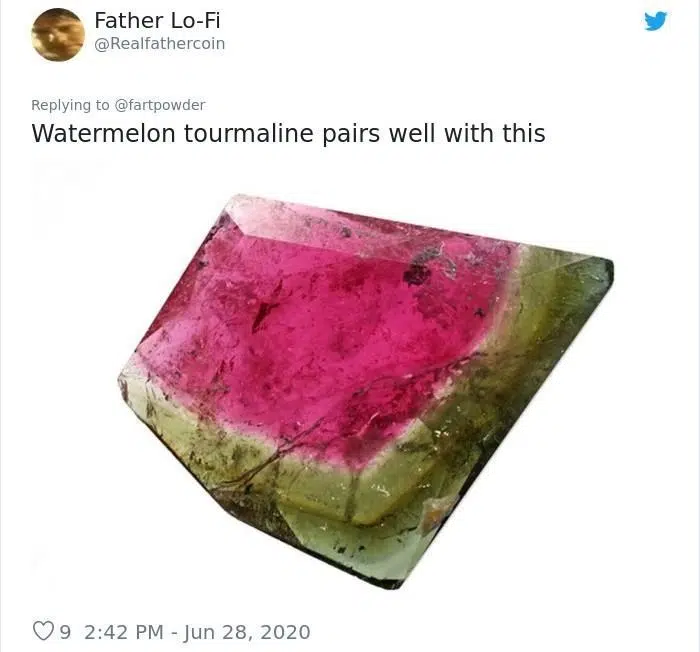 Father Lo-Fi
@Realfathercoin
Replying to @fartpowder
Watermelon tourmaline pairs well with this
9 2:42 PM - Jun 28, 2020